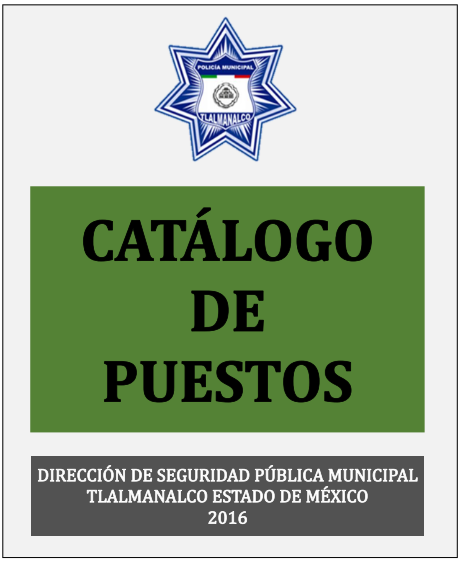 POLICÍA MUNICIPAL
TLALMANALCO
CATÁLOGO
DE
PUESTOS
DIRECCIÓN DE SEGURIDAD PÚBLICA MUNICIPAL
TLALMANALCO ESTADO DE MÉXICO
2016